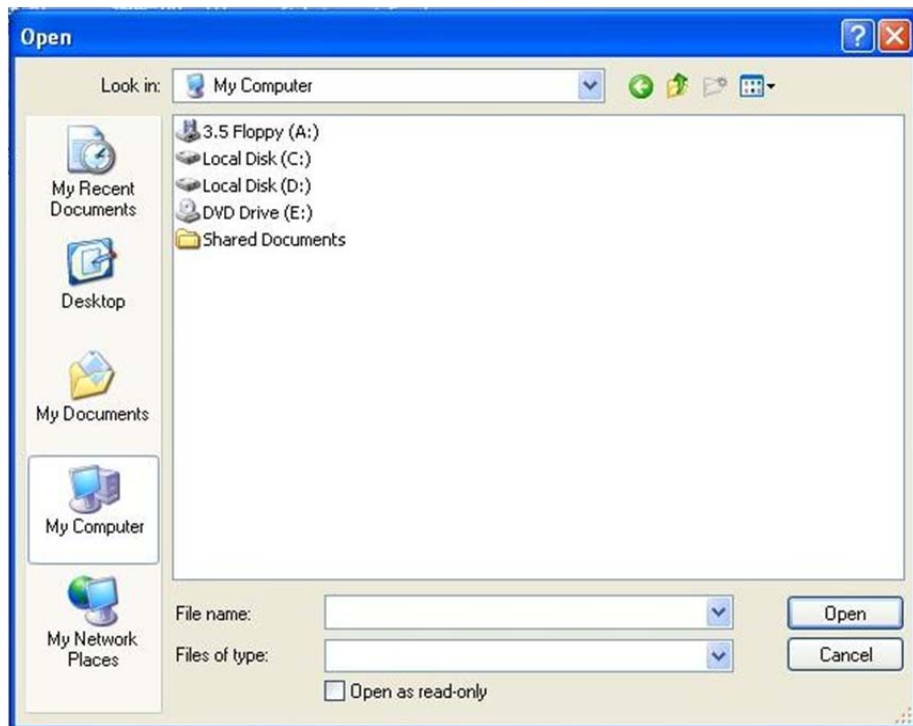 Open
Look in: My Computer
3.5 Floppy (A:)
Local Disk (C:)
Local Disk (D:)
DVD Drive (E:)
Shared Documents
My Recent
Documents
Desktop
My Documents
My Computer
My Network
Places
File name:
Open
Files of type:
Cancel
Open as read-only